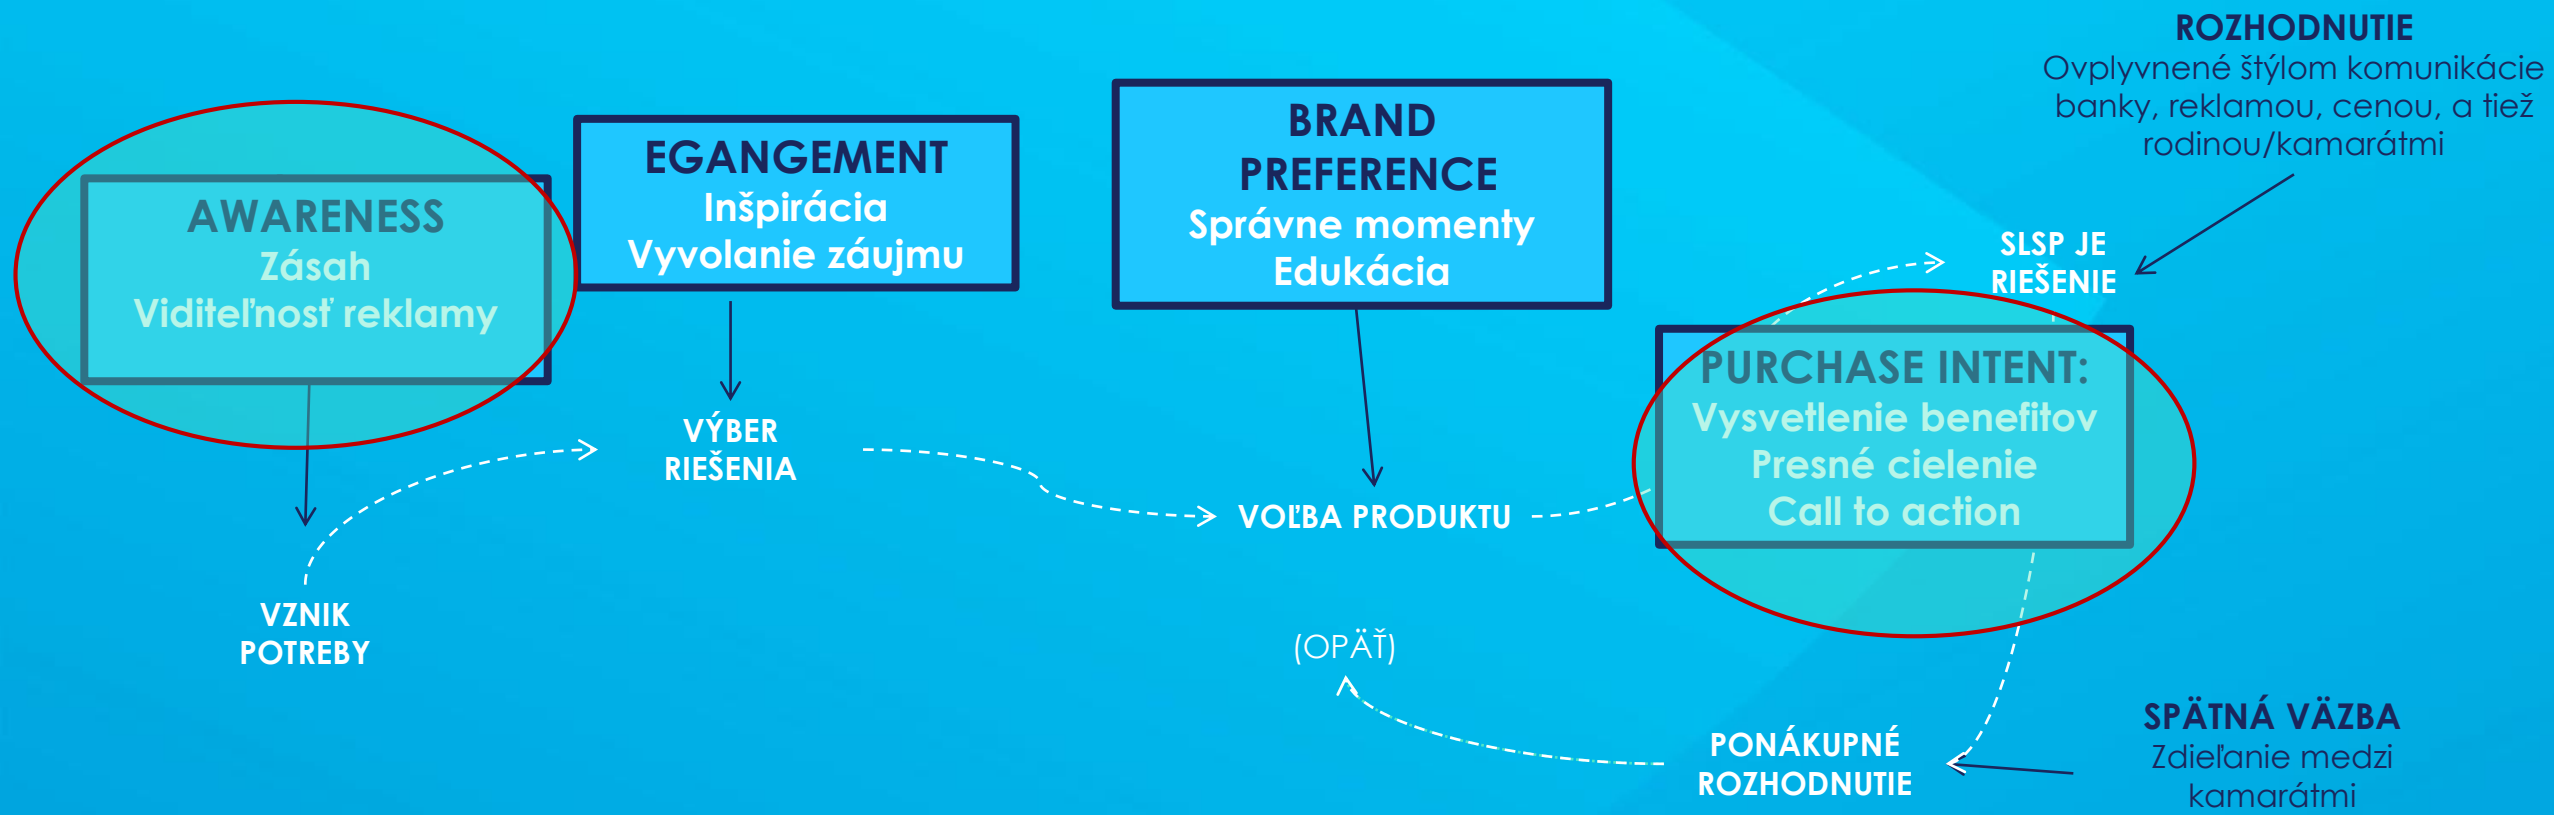 AWARENESS
Zásah
Viditeľnosť reklamy
EGANGEMENT
Inšpirácia
Vyvolanie záujmu
BRAND
PREFERENCE
Správne momenty
Edukácia
ROZHODNUTIE
Ovplyvnené štýlom komunikácie
banky, reklamou, cenou, a tiež
rodinou/kamarátmi
SLSP JE
RIEŠENIE
PURCHASE INTENT:
Vysvetlenie benefitov
Presné cielenie
Call to action
VÝBER
RIEŠENIA
VOĽBA PRODUKTU
VZNIK
POTREBY
(OPÄŤ)
PONÁKUPNÉ
ROZHODNUTIE
SPÄTNÁ VÄZBA
Zdieľanie medzi
kamarátmi